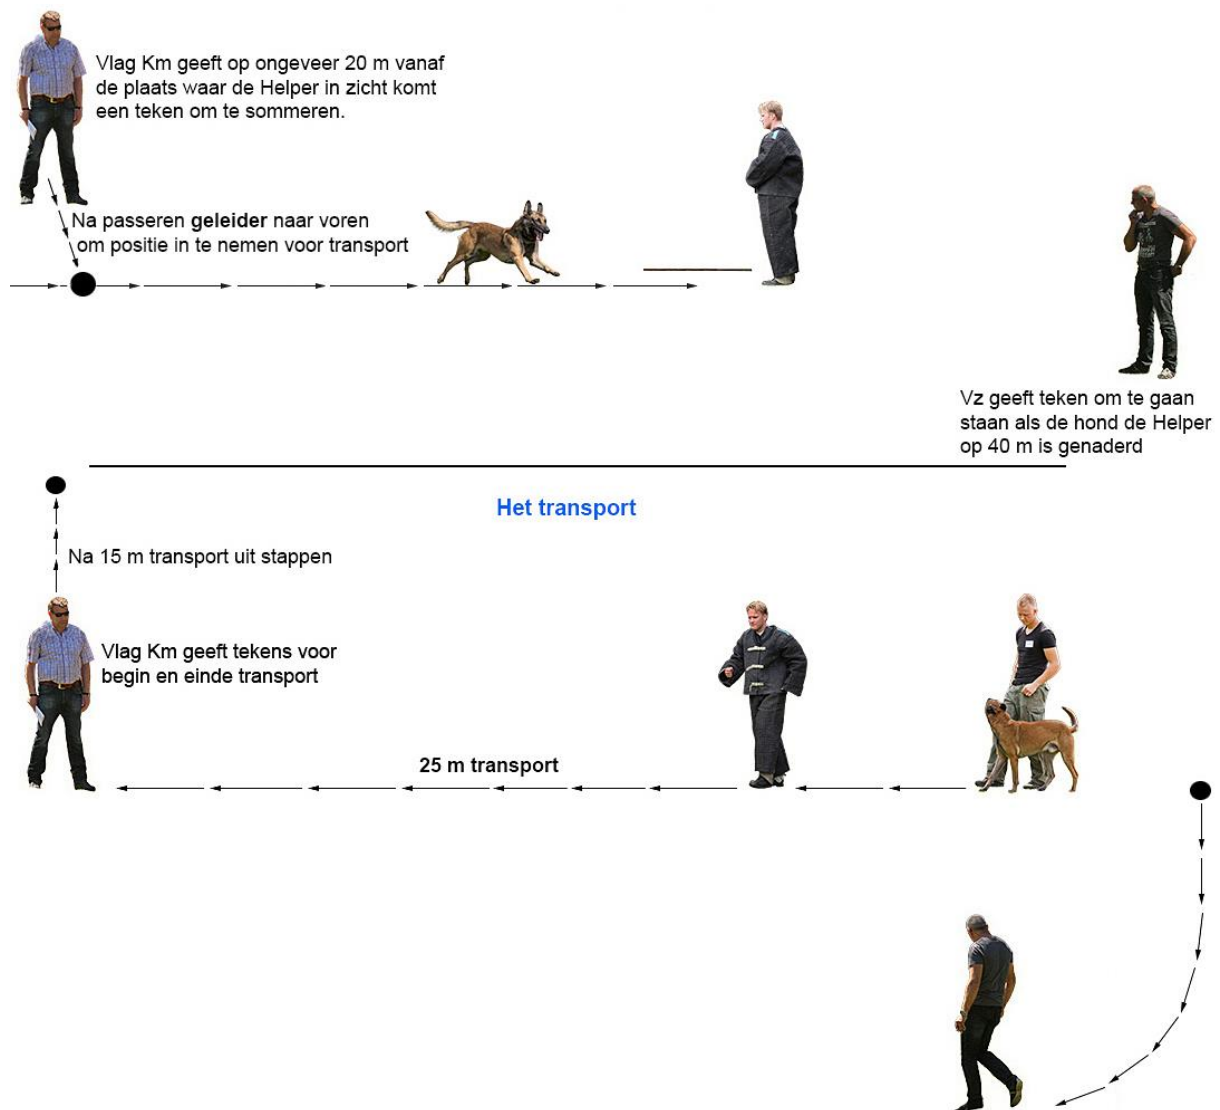 Vlag Km geeft op ongeveer 20 m vanaf
de plaats waar de Helper in zicht komt
een teken om te sommeren.
Na passeren geleider naar voren
om positie in te nemen voor transport
Vz geeft teken om te gaan
staan als de hond de Helper
op 40 m is genaderd
Het transport
Na 15 m transport uit stappen
Vlag Km geeft tekens voor
begin en einde transport
25 m transport